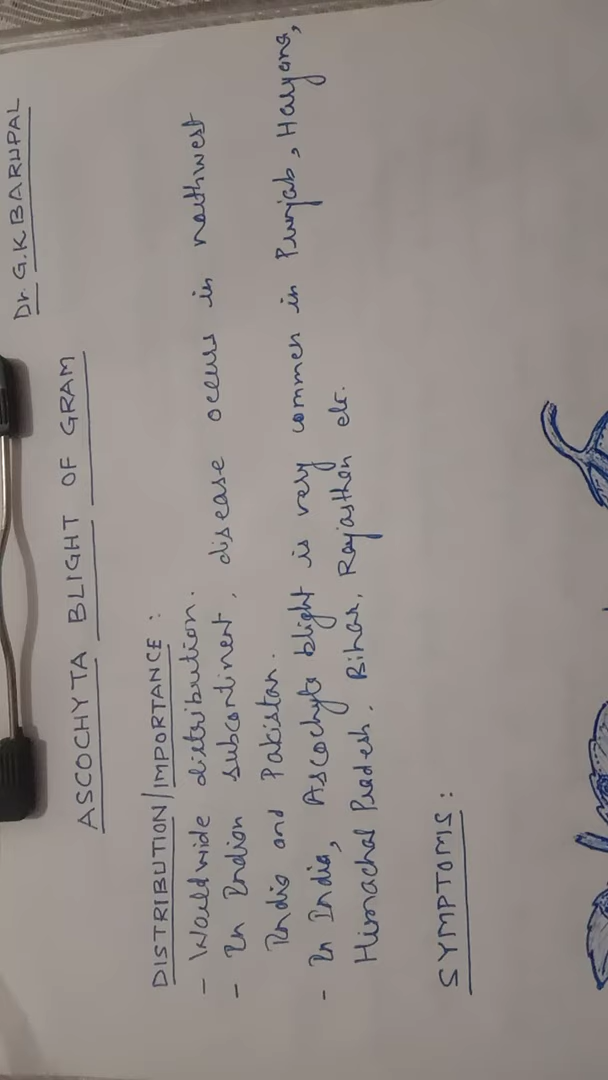 Dr. G.K BARNPAL
ASCOCHYTA BLIGHT OF GRAM
DISTRIBUTION/IMPORTANCE :
- Worldwide distribution.
- In Indian subcontinent, disease occurs in northwest
India and Pakistan.
- In India, Ascochyta blight is very common in Punjab, Haryana,
Himachal Pradesh, Bihar, Rajasthan etc.
SYMPTOMS :